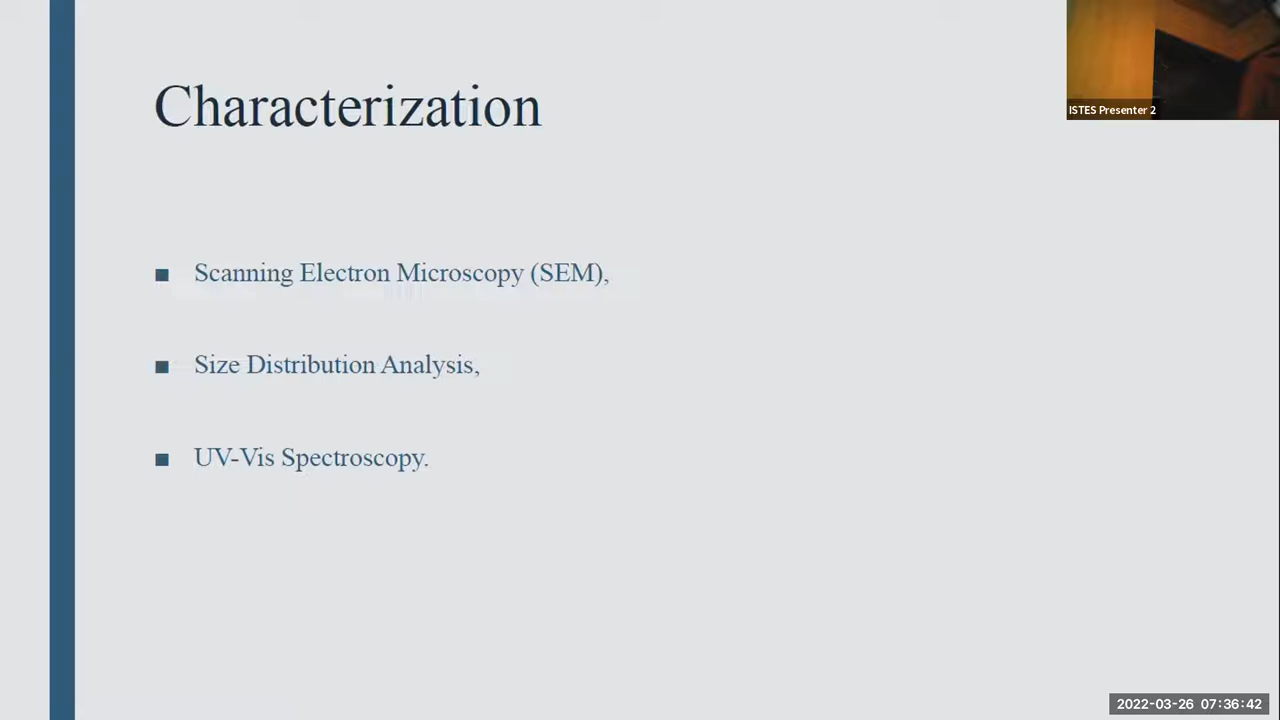 Characterization
ISTES Presenter 2
Scanning Electron Microscopy (SEM),
Size Distribution Analysis,
UV-Vis Spectroscopy.
2022-03-26 07:36:42